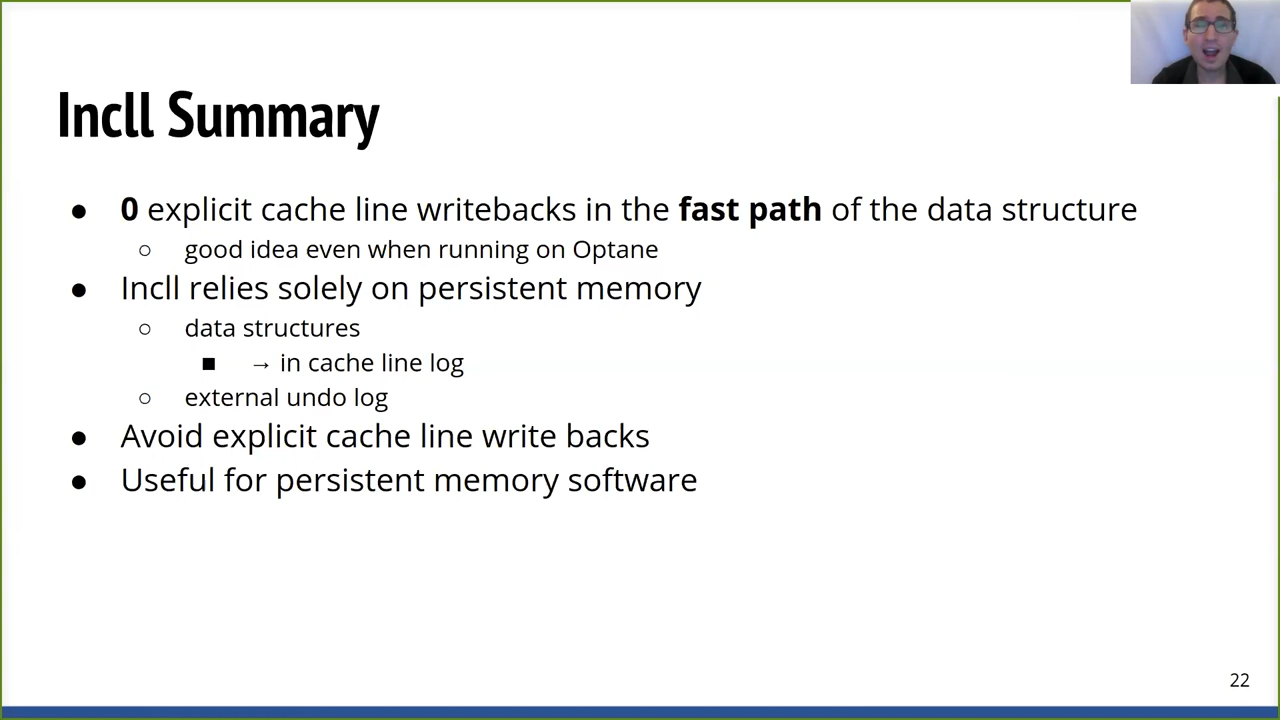 Incll Summary
● 0 explicit cache line writebacks in the fast path of the data structure
○ good idea even when running on Optane
● Incll relies solely on persistent memory
○ data structures
■ → in cache line log
○ external undo log
● Avoid explicit cache line write backs
● Useful for persistent memory software
22